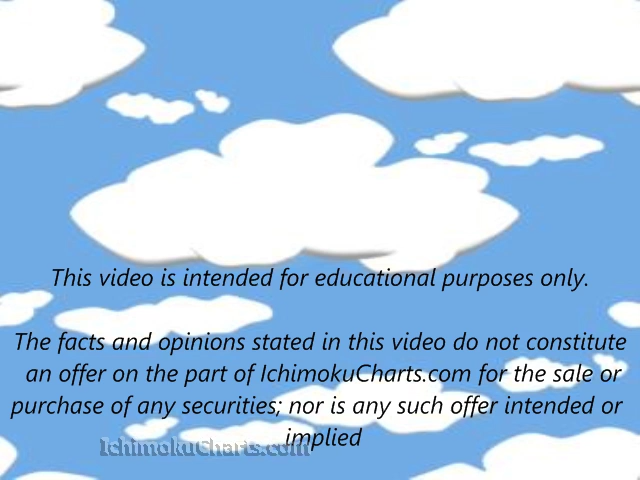 This video is intended for educational purposes only.
The facts and opinions stated in this video do not constitute
an offer on the part of IchimokuCharts.com for the sale or
purchase of any securities; nor is any such offer intended or
implied
IchimokuCharts.com